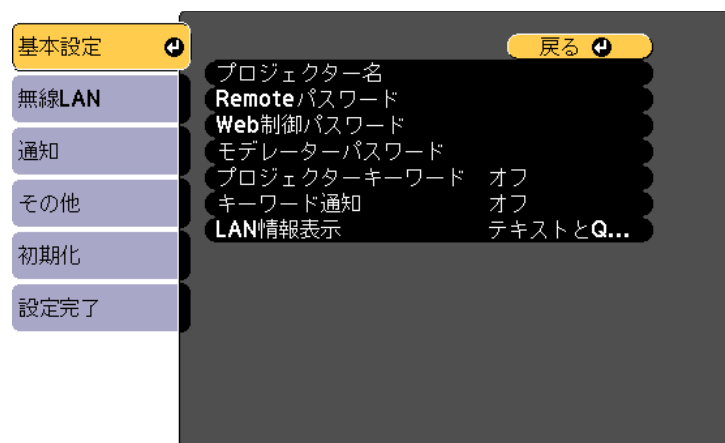 基本設定
無線LAN
通知
その他
初期化
設定完了
戻る
プロジェクター名
Remoteパスワード
Web制御パスワード
モデレーターパスワード
プロジェクターキーワード オフ
キーワード通知 オフ
LAN情報表示 テキストとQ...